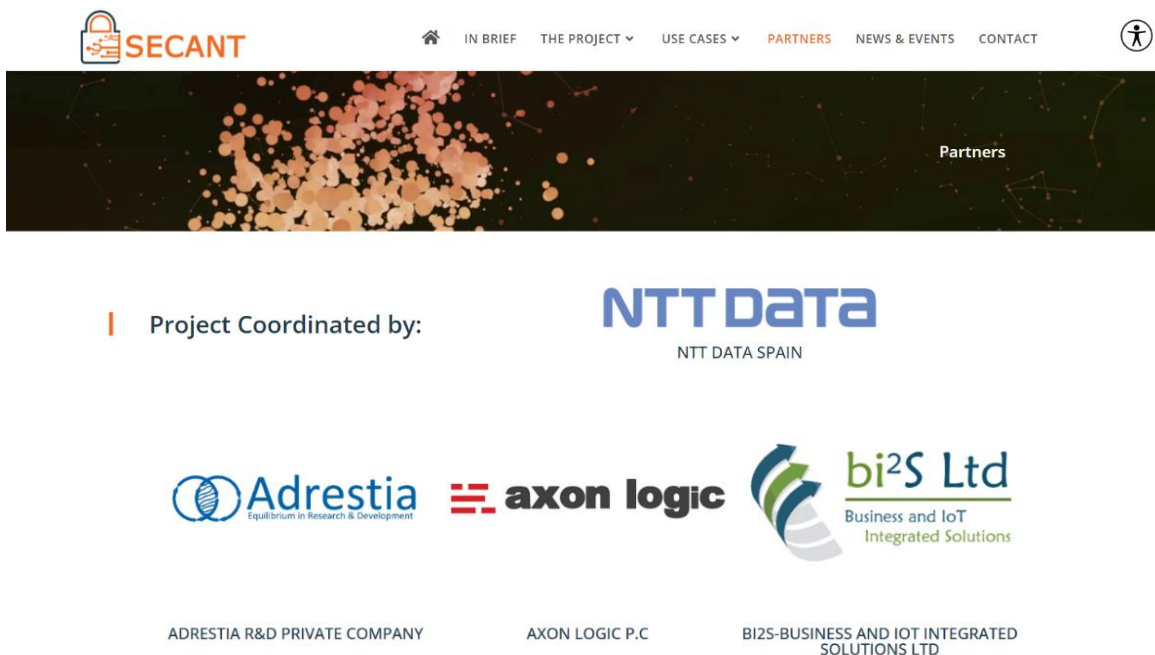 SECANT
IN BRIEF THE PROJECT USE CASES PARTNERS NEWS & EVENTS CONTACT
Partners
Project Coordinated by:
NTT DATA
NTT DATA SPAIN
Adrestia
Equilibrium in Research & Development
axon logic
bi²S Ltd
Business and IoT
Integrated Solutions
ADRESTIA R&D PRIVATE COMPANY
AXON LOGIC P.C
BI2S-BUSINESS AND IOT INTEGRATED
SOLUTIONS LTD